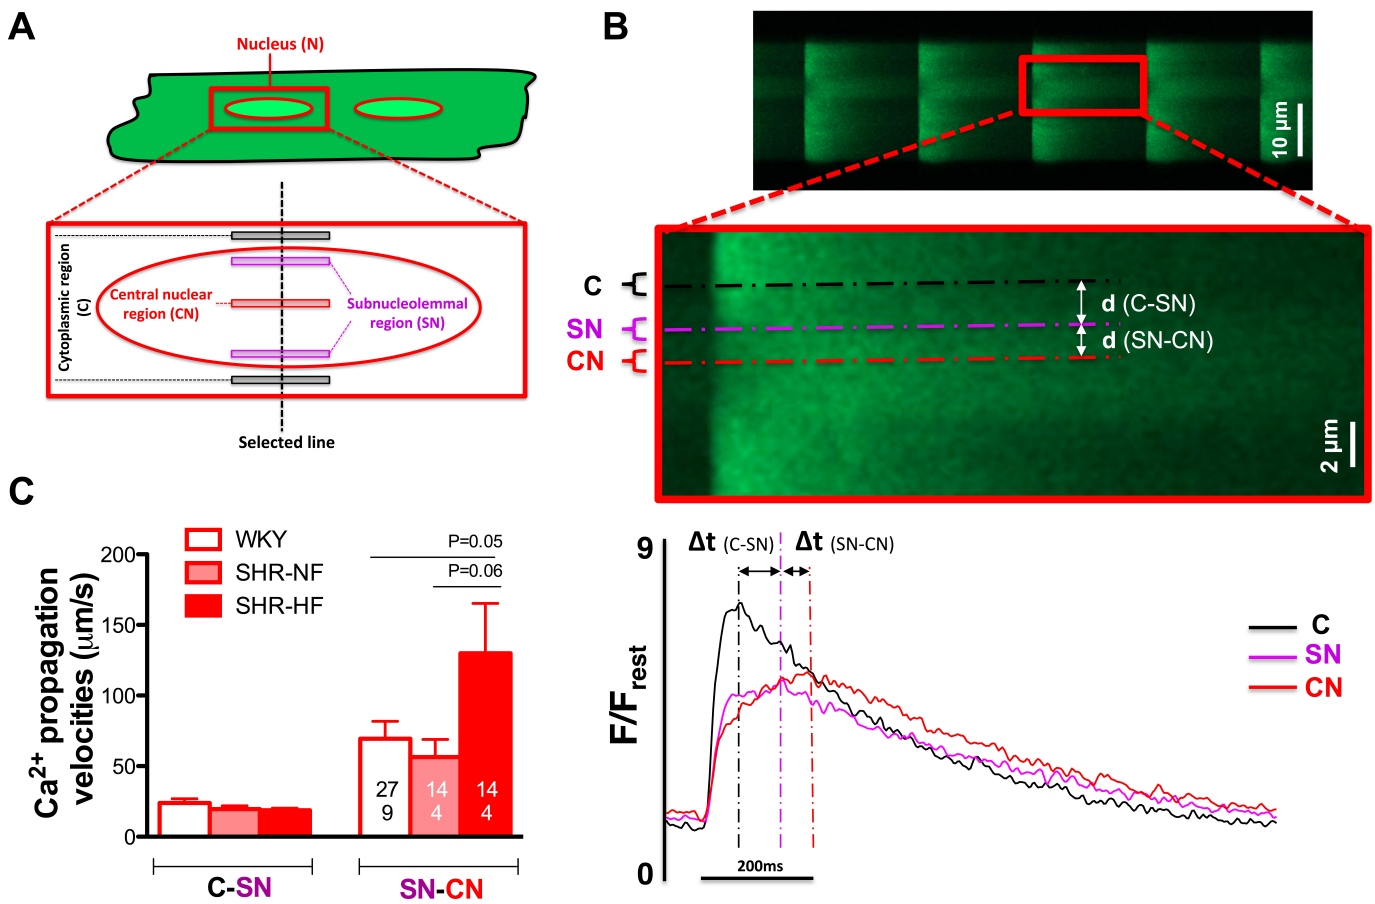 A
Nucleus (N)
Cytoplasmic region
(C)
Central nuclear
region (CN)
Subnucleolemmal
region (SN)
Selected line
B
10 µm
C
SN
CN
d (C-SN)
d (SN-CN)
2 µm
C
WKY
SHR-NF
SHR-HF
P=0.05
P=0.06
Ca2+ propagation
velocities (µm/s)
200
150
100
50
0
27
9
14
4
14
4
C-SN
SN-CN
9
Δt (C-SN)
Δt (SN-CN)
F/Frest
0
200ms
C
SN
CN